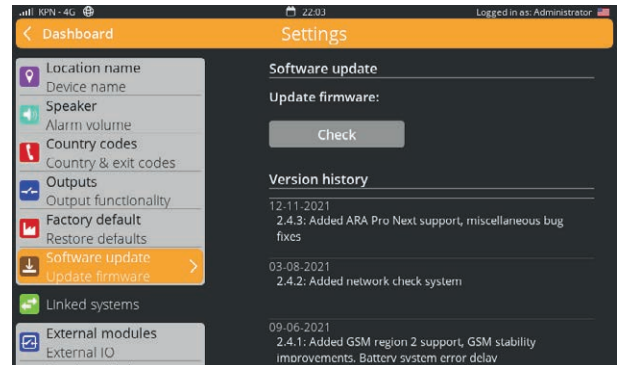 KPN - 4G 22:03 Logged in as: Administrator
Dashboard Settings
Location name
Device name
Speaker
Alarm volume
Country codes
Country & exit codes
Outputs
Output functionality
Factory default
Restore defaults
Software update
Update firmware
Linked systems
External modules
External IO
Software update
Update firmware:
Check
Version history
12-11-2021
2.4.3: Added ARA Pro Next support, miscellaneous bug
fixes
03-08-2021
2.4.2: Added network check system
09-06-2021
2.4.1: Added GSM region 2 support, GSM stability
improvements. Battery system error delay